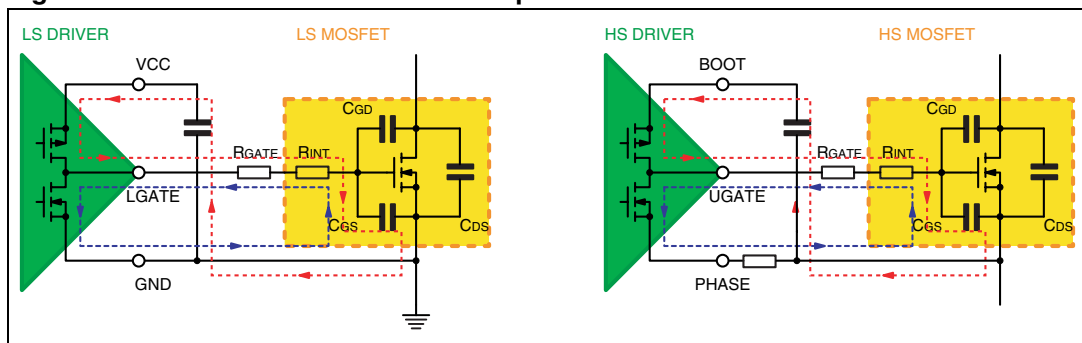 LS DRIVER
LS MOSFET
HS DRIVER
HS MOSFET
VCC
BOOT
CGD
CGD
RGATE
RINT
RGATE
RINT
LGATE
UGATE
CGS
CDS
CGS
CDS
GND
PHASE